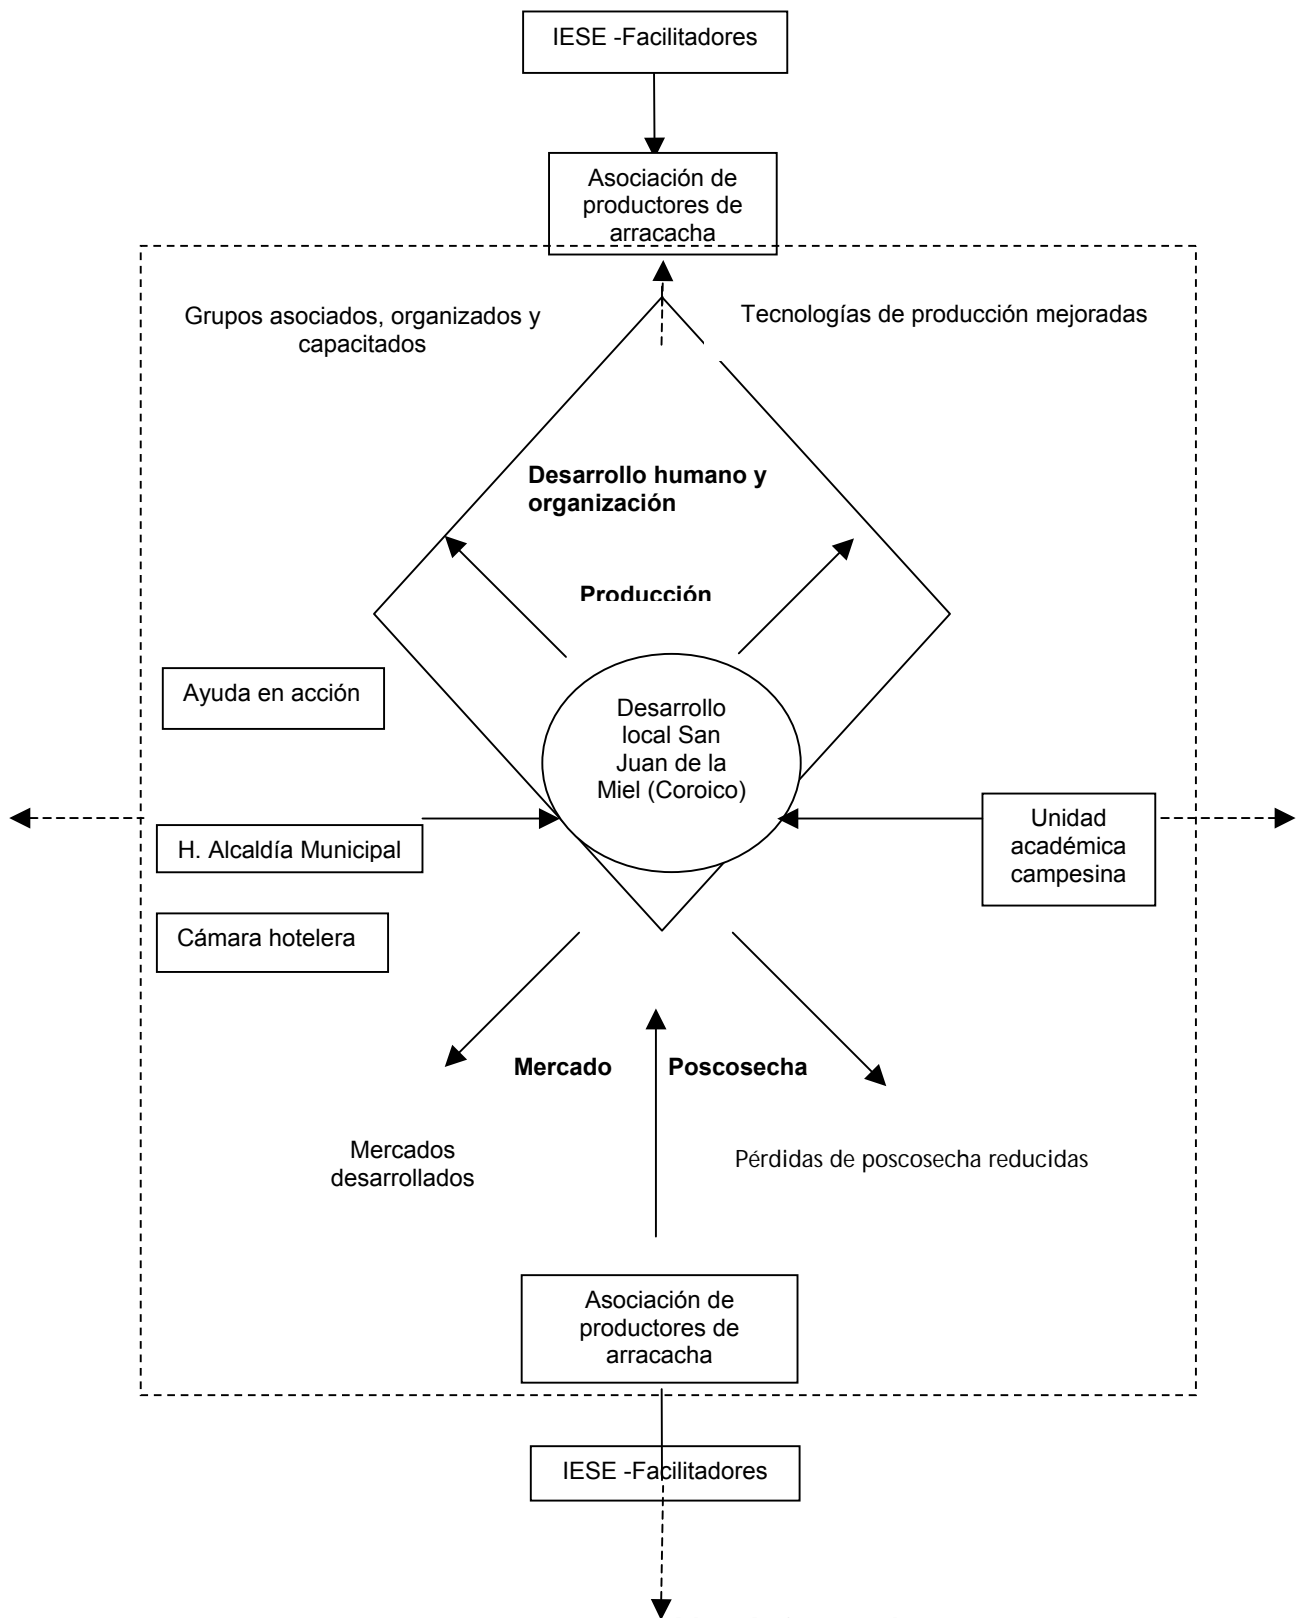 IESE -Facilitadores
Asociación de
productores de
arracacha
Grupos asociados, organizados y
capacitados
Tecnologías de producción mejoradas
Desarrollo humano y
organización
Producción
Ayuda en acción
Desarrollo
local San
Juan de la
Miel (Coroico)
H. Alcaldía Municipal
Unidad
académica
campesina
Cámara hotelera
Mercado
Poscosecha
Mercados
desarrollados
Pérdidas de poscosecha reducidas
Asociación de
productores de
arracacha
IESE -Facilitadores